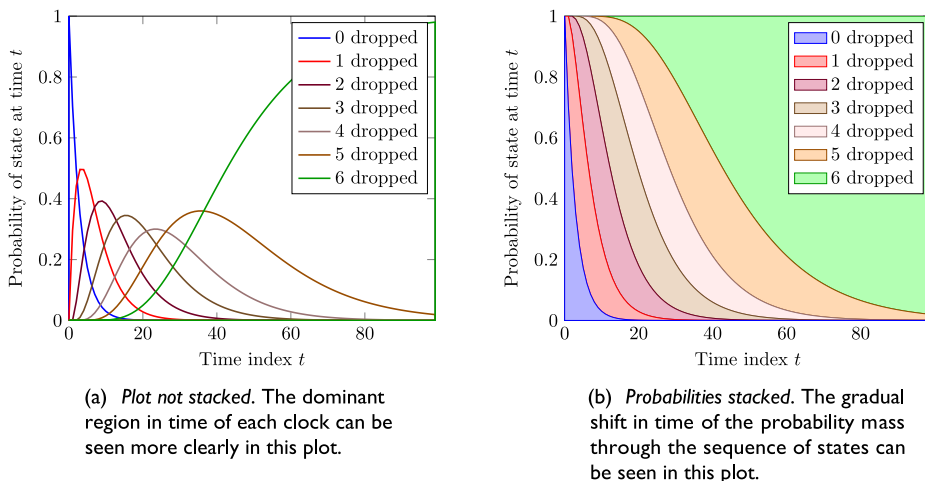 1
0.8
0.6
0.4
0.2
0
0
20
40
60
80
Probability of state at time t
Time index t
0 dropped
1 dropped
2 dropped
3 dropped
4 dropped
5 dropped
6 dropped
(a) Plot not stacked. The dominant
region in time of each clock can be
seen more clearly in this plot.
1
0.8
0.6
0.4
0.2
0
0
20
40
60
80
Probability of state at time t
Time index t
0 dropped
1 dropped
2 dropped
3 dropped
4 dropped
5 dropped
6 dropped
(b) Probabilities stacked. The gradual
shift in time of the probability mass
through the sequence of states can
be seen in this plot.